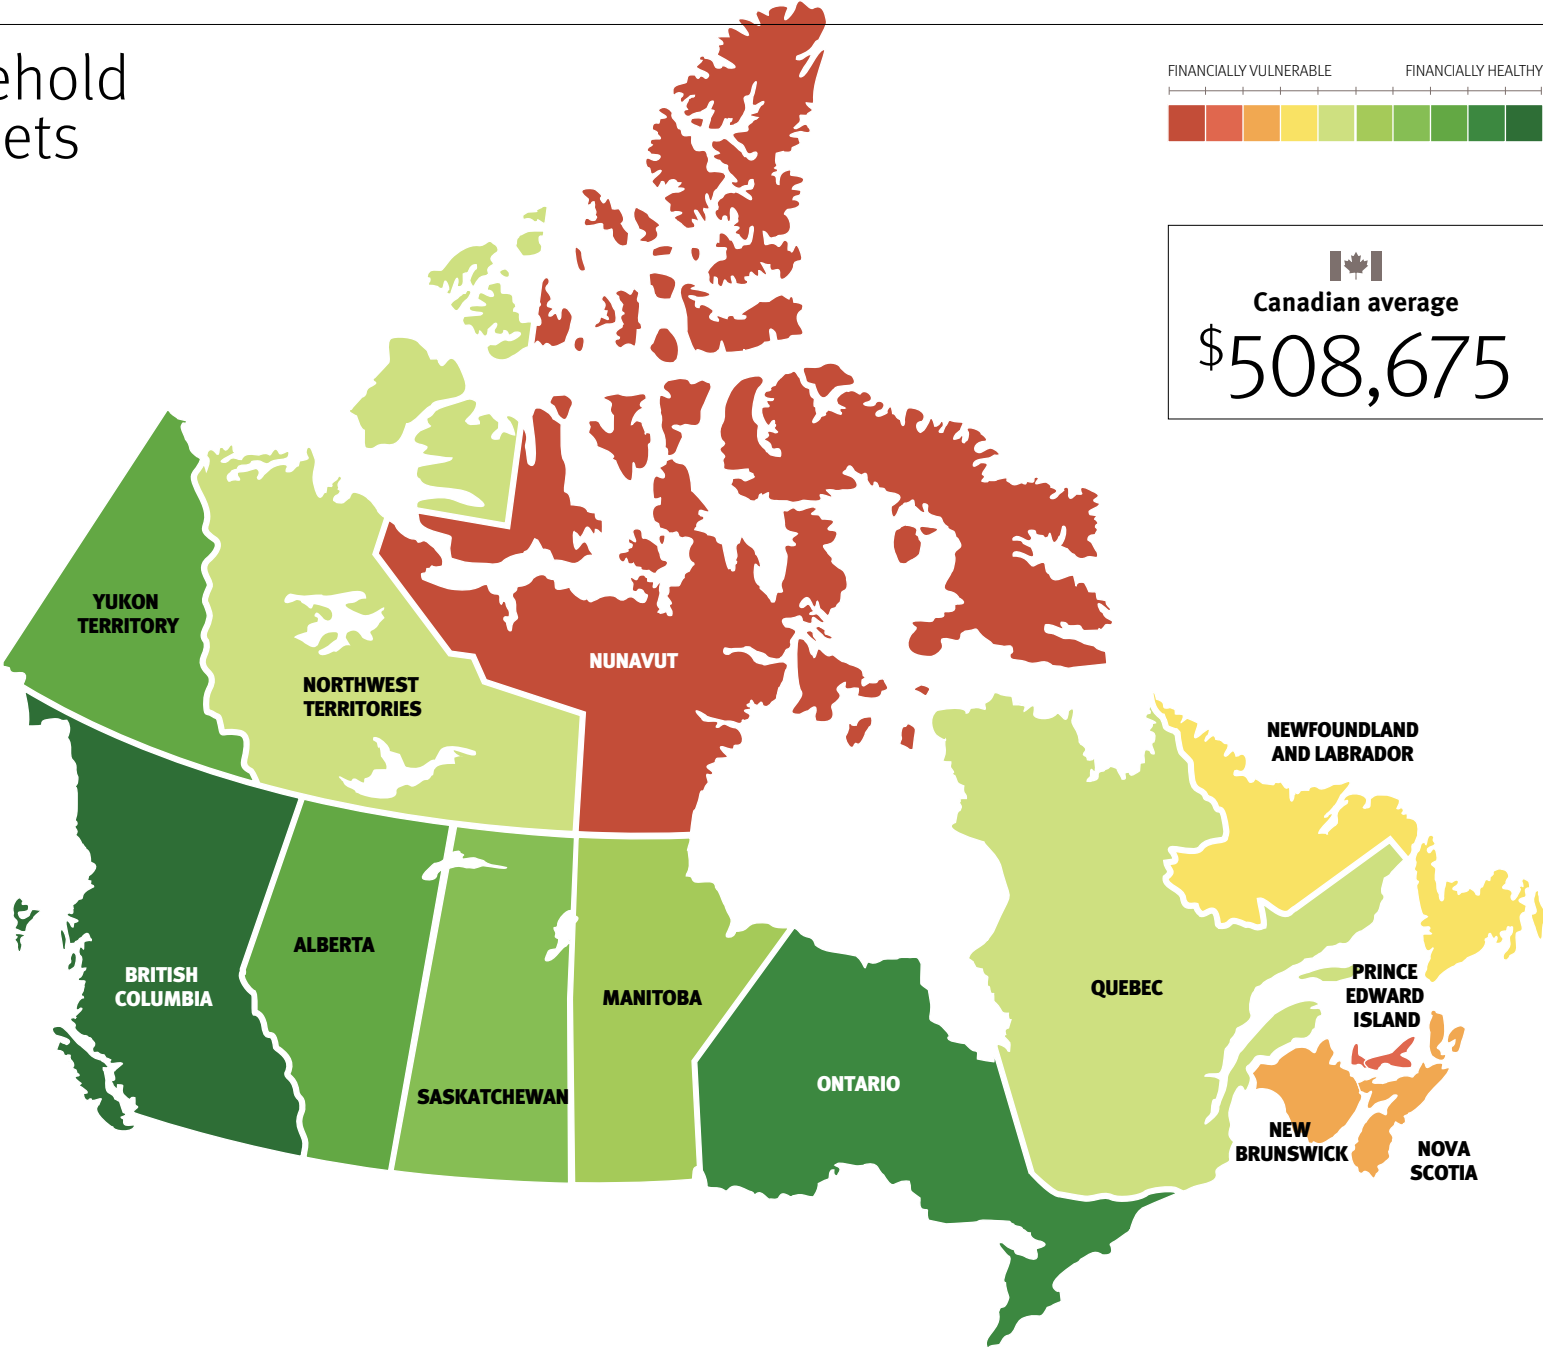 ehold
ets
FINANCIALLY VULNERABLE FINANCIALLY HEALTHY
Canadian average
$508,675
YUKON
TERRITORY
NORTHWEST
TERRITORIES
NUNAVUT
NEWFOUNDLAND
AND LABRADOR
BRITISH
COLUMBIA
ALBERTA
SASKATCHEWAN
MANITOBA
ONTARIO
QUEBEC
PRINCE
EDWARD
ISLAND
NEW
BRUNSWICK
NOVA
SCOTIA